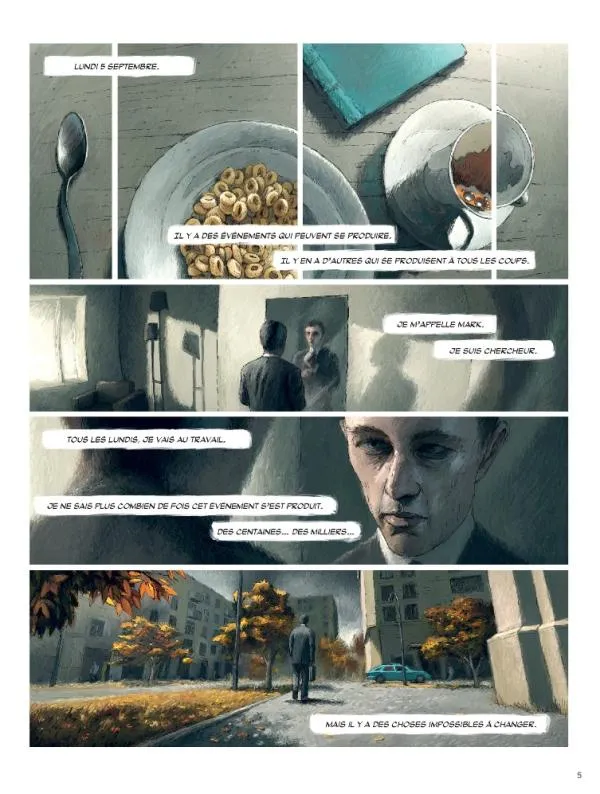 LUNDI 5 SEPTEMBRE.
IL Y A DES ÉVÉNEMENTS QUI PEUVENT SE PRODUIRE.
IL Y EN A D'AUTRES QUI SE PRODUISENT À TOUS LES COUPS.
JE M'APPELLE MARK.
JE SUIS CHERCHEUR.
TOUS LES LUNDIS, JE VAIS AU TRAVAIL.
JE NE SAIS PLUS COMBIEN DE FOIS CET ÉVÉNEMENT S'EST PRODUIT.
DES CENTAINES... DES MILLIERS...
MAIS IL Y A DES CHOSES IMPOSSIBLES À CHANGER.
5